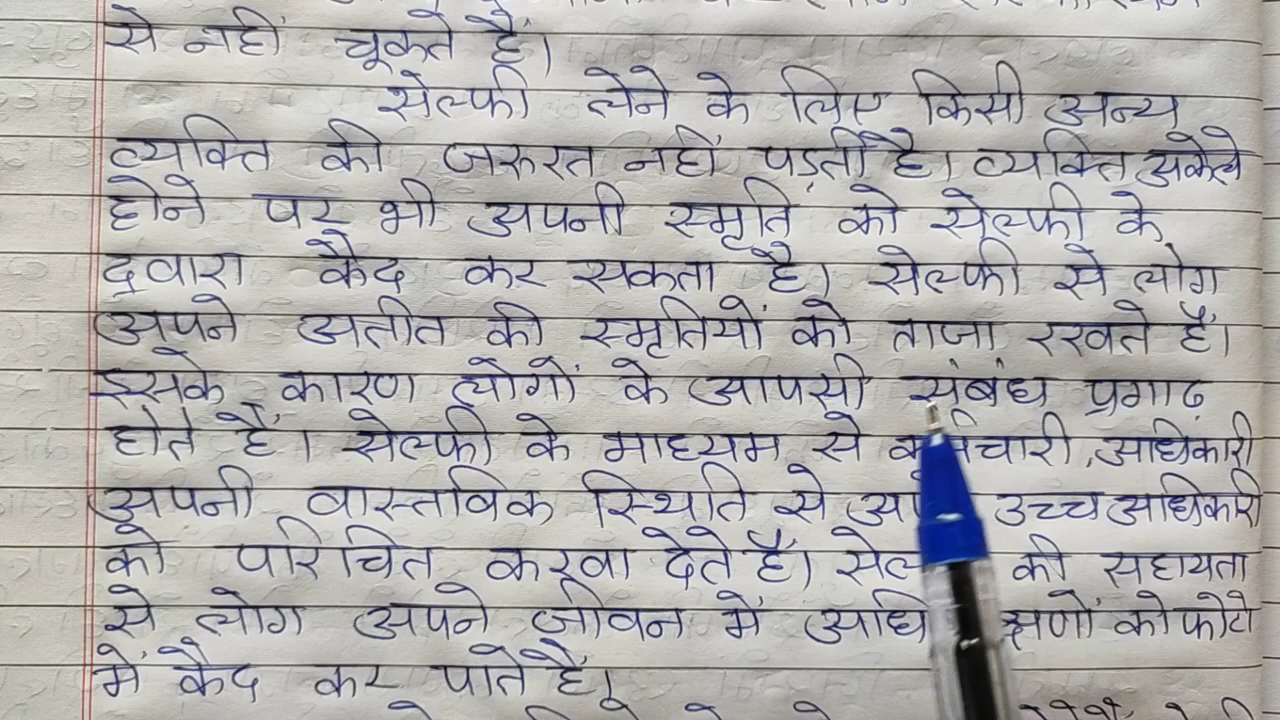 से नहीं चूकते हैं।
सेल्फी लेने के लिए किसी अन्य
व्यक्ति की जरुरत नहीं पड़ती है। व्यक्ति अकेले
होने पर भी अपनी स्मृति को सेल्फी के
द्वारा कैद कर सकता है। सेल्फी से लोग
अपने अतीत की स्मृतियों को ताजा रखते हैं।
इसके कारण लोगों के आपसी संबंध प्रगाढ़
होते हैं। सेल्फी के माध्यम से कर्मचारी, अधिकारी
अपनी वास्तविक स्थिति से उच्च अधिकारी
को परिचित करवा देते हैं। की सहायता
से लोग अपने जीवन में क्षणों को फोटो
में कैद कर पाते हैं।